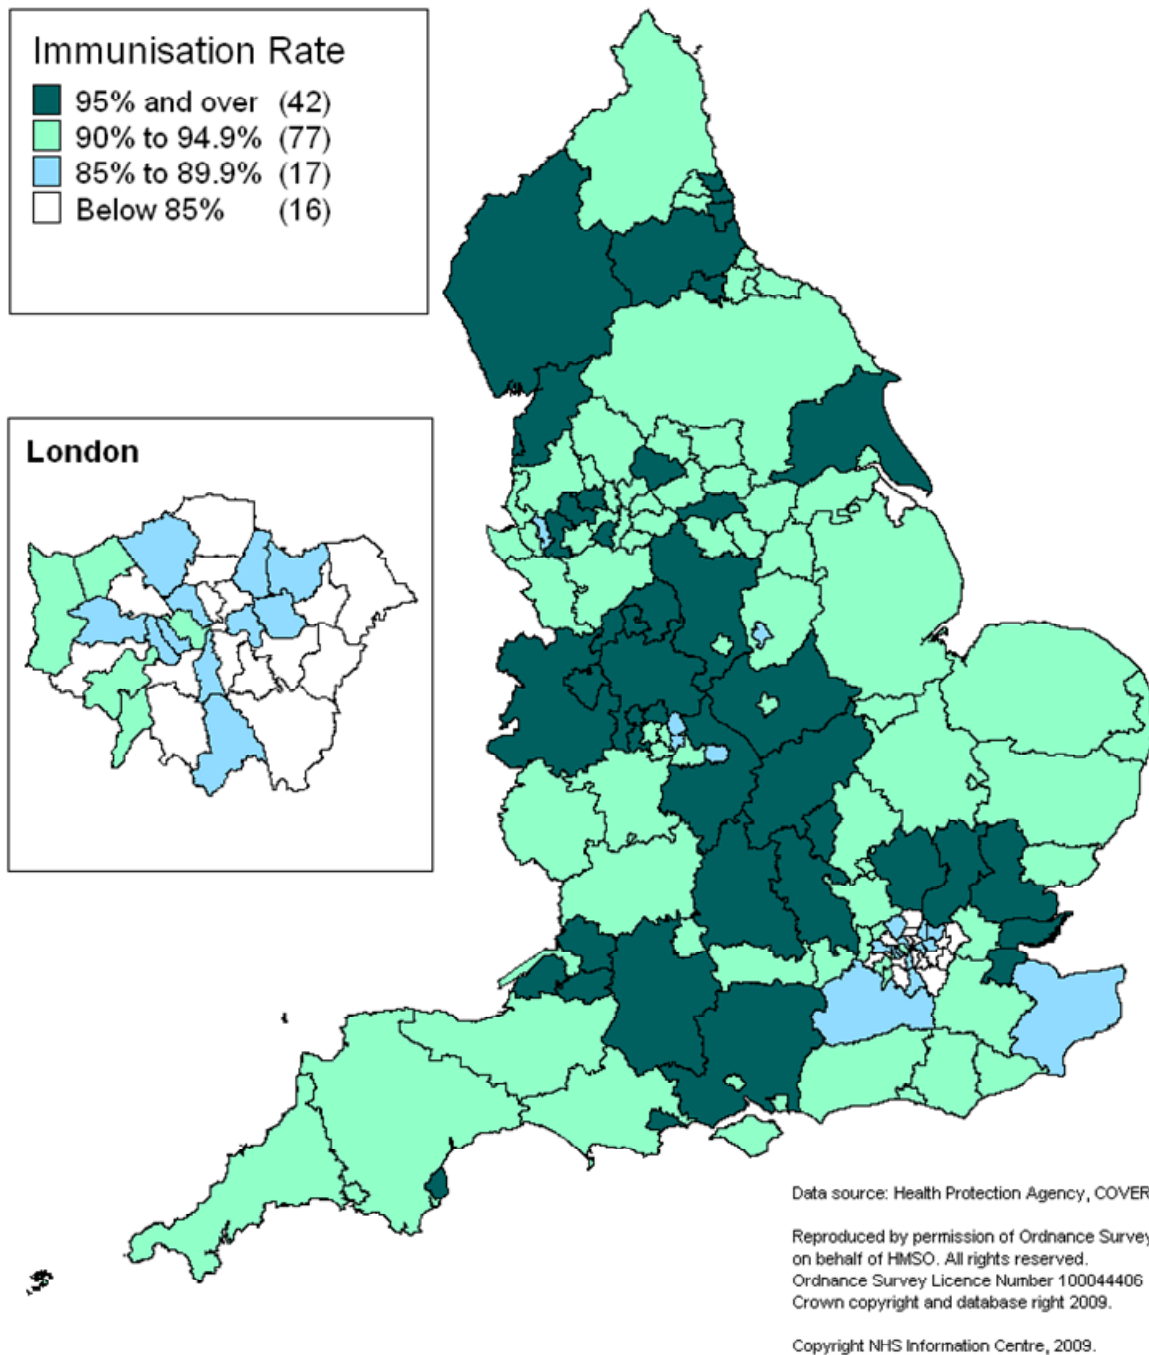 Immunisation Rate
95% and over (42)
90% to 94.9% (77)
85% to 89.9% (17)
Below 85% (16)
London
Data source: Health Protection Agency, COVER
Reproduced by permission of Ordnance Survey
on behalf of HMSO. All rights reserved.
Ordnance Survey Licence Number 100044406
Crown copyright and database right 2009.
Copyright NHS Information Centre, 2009.